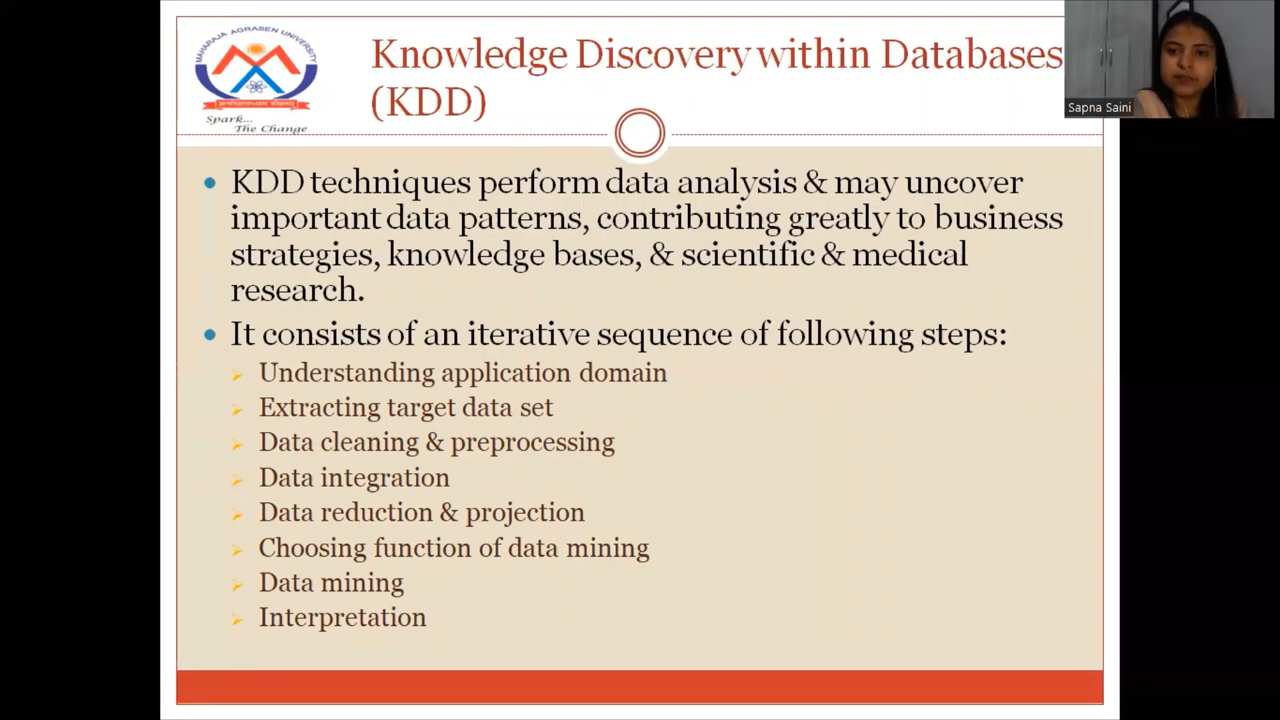 MAHARAJA AGRASEN UNIVERSITY
Spark...
The Change
Knowledge Discovery within Databases
(KDD)
Sapna Saini
KDD techniques perform data analysis & may uncover
important data patterns, contributing greatly to business
strategies, knowledge bases, & scientific & medical
research.
It consists of an iterative sequence of following steps:
Understanding application domain
Extracting target data set
Data cleaning & preprocessing
Data integration
Data reduction & projection
Choosing function of data mining
Data mining
Interpretation